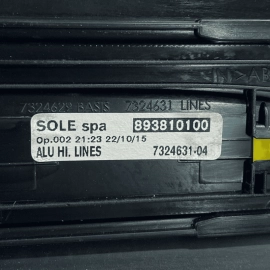 7324629 BASIS 7324631 LINES
SOLE spa 893810100
Op.002 21:23 22/10/15
ALU HI. LINES 7324631-04